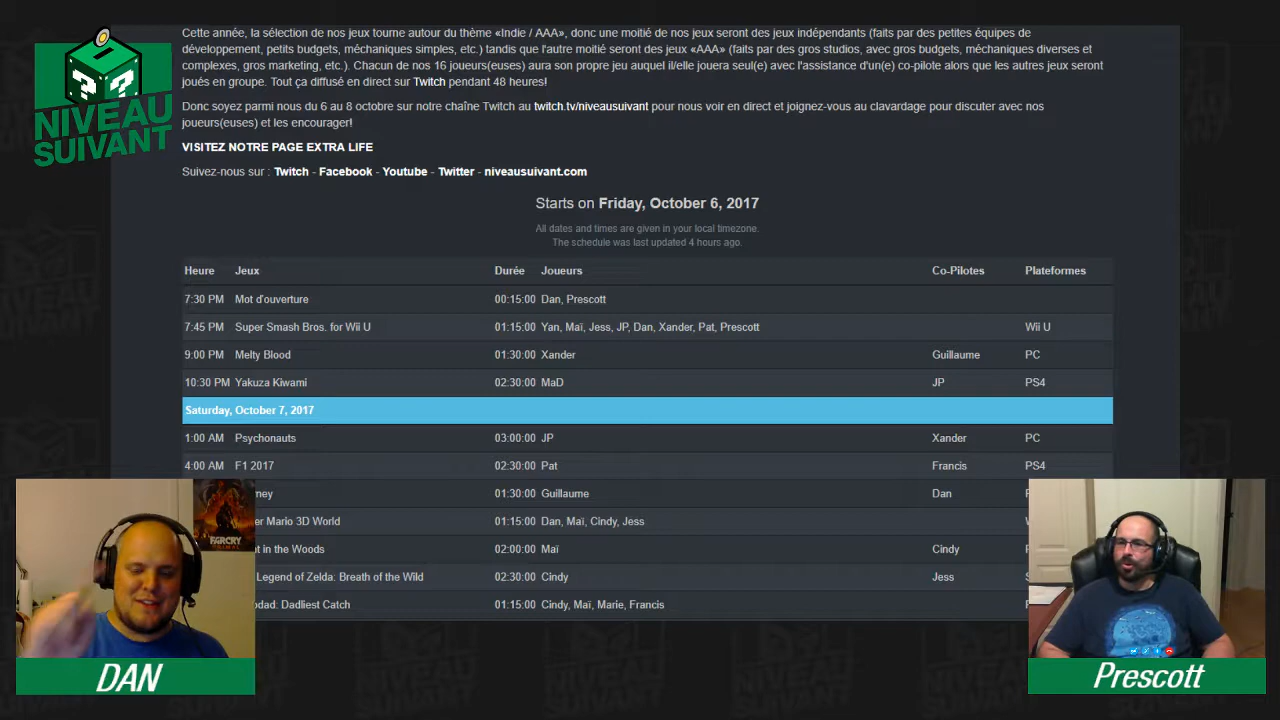 Cette année, la sélection de nos jeux tourne autour du thème «Indie / AAA», donc une moitié de nos jeux seront des jeux indépendants (faits par des petites équipes de
développement, petits budgets, méchaniques simples, etc.) tandis que l'autre moitié seront des jeux «AAA» (faits par des gros studios, avec gros budgets, méchaniques diverses et
complexes, gros marketing, etc.). Chacun de nos 16 joueurs(euses) aura son propre jeu auquel il/elle jouera seul(e) avec l'assistance d'un(e) co-pilote alors que les autres jeux seront
joués en groupe. Tout ça diffusé en direct sur Twitch pendant 48 heures!
Donc soyez parmi nous du 6 au 8 octobre sur notre chaîne Twitch au twitch.tv/niveausuivant pour nous voir en direct et joignez-vous au clavardage pour discuter avec nos
joueurs(euses) et les encourager!
NIVEAU
SUIVANT
VISITEZ NOTRE PAGE EXTRA LIFE
Suivez-nous sur : Twitch - Facebook - Youtube - Twitter - niveausuivant.com
Starts on Friday, October 6, 2017
All dates and times are given in your local timezone.
The schedule was last updated 4 hours ago.
Heure Jeux Durée Joueurs Co-Pilotes Plateformes
7:30 PM Mot d'ouverture 00:15:00 Dan, Prescott
7:45 PM Super Smash Bros. for Wii U 01:15:00 Yan, Maï, Jess, JP, Dan, Xander, Pat, Prescott Wii U
9:00 PM Melty Blood 01:30:00 Xander Guillaume PC
10:30 PM Yakuza Kiwami 02:30:00 MaD JP PS4
Saturday, October 7, 2017
1:00 AM Psychonauts 03:00:00 JP Xander PC
4:00 AM F1 2017 02:30:00 Pat Francis PS4
ney 01:30:00 Guillaume Dan
er Mario 3D World 01:15:00 Dan, Maï, Cindy, Jess
t in the Woods 02:00:00 Maï Cindy
Legend of Zelda: Breath of the Wild 02:30:00 Cindy Jess
odad: Dadliest Catch 01:15:00 Cindy, Maï, Marie, Francis
FARCRY
PRIMAL
DAN
Prescott